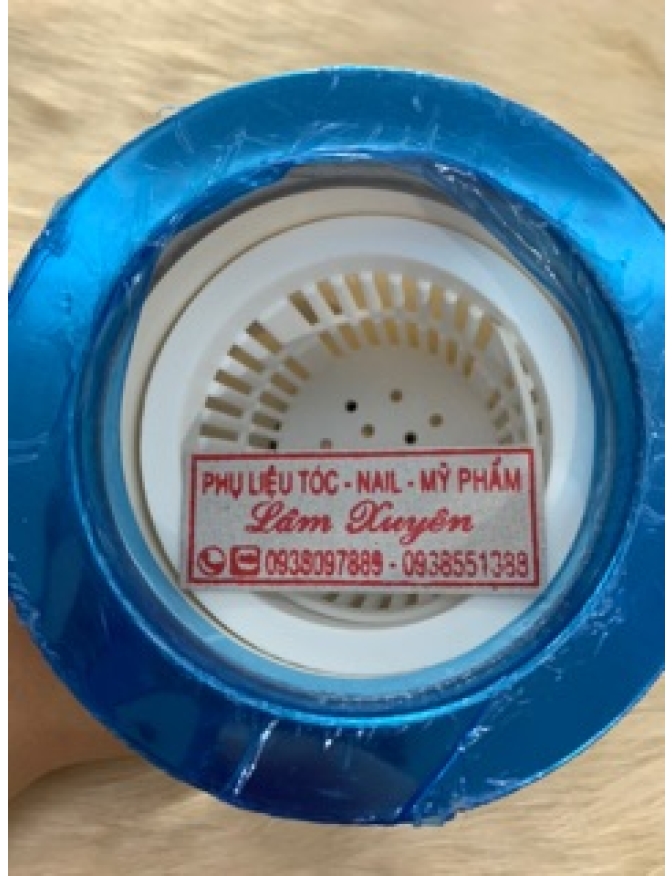 PHỤ LIỆU TÓC - NAIL - MỸ PHẨM
Lâm Xuyên
0938097889 - 0938551388